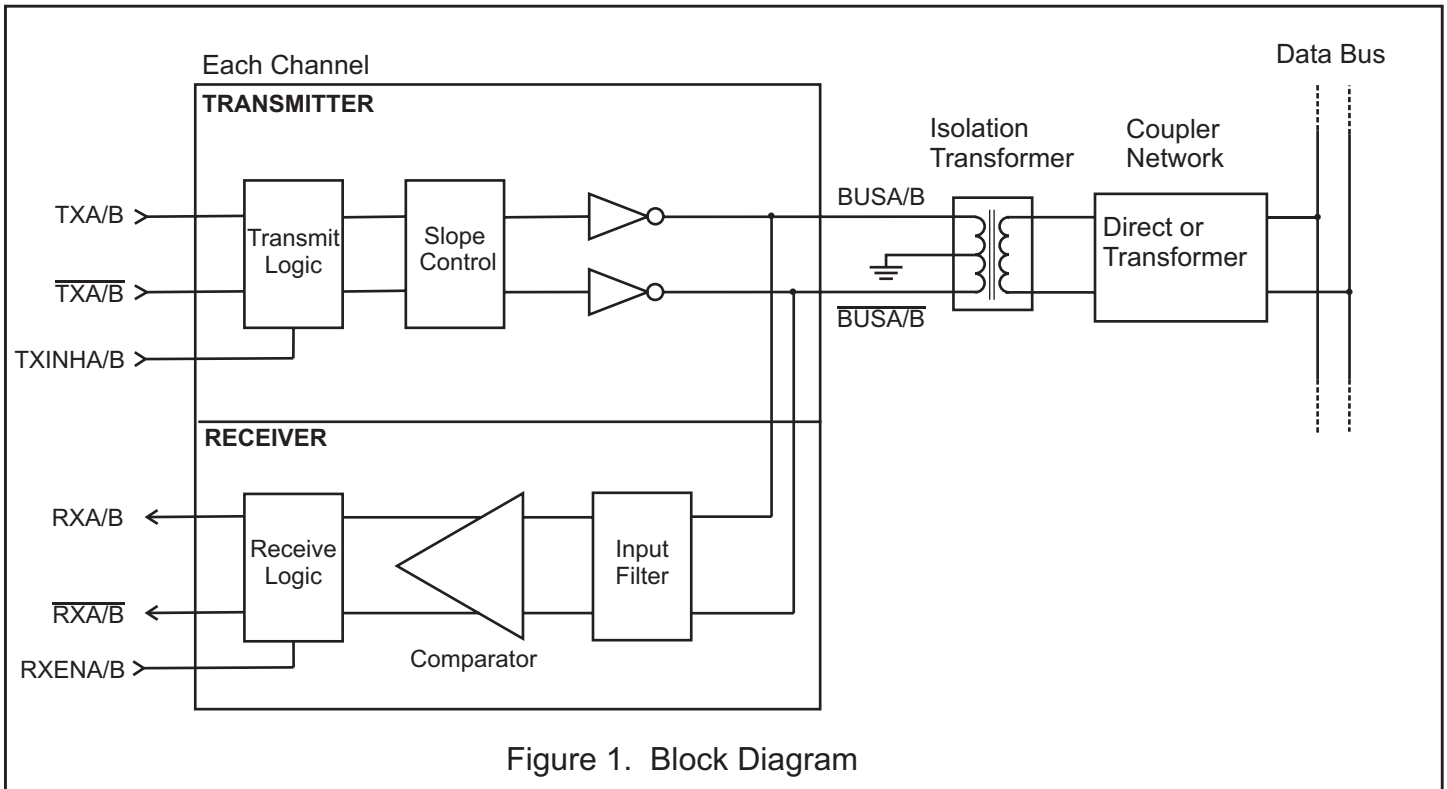 Each Channel
TRANSMITTER
TXA/B
TXA/B
TXINHA/B
Transmit
Logic
Slope
Control
BUSA/B
BUSA/B
Isolation
Transformer
Coupler
Network
Direct or
Transformer
Data Bus
RECEIVER
RXA/B
RXA/B
RXENA/B
Receive
Logic
Comparator
Input
Filter
Figure 1. Block Diagram